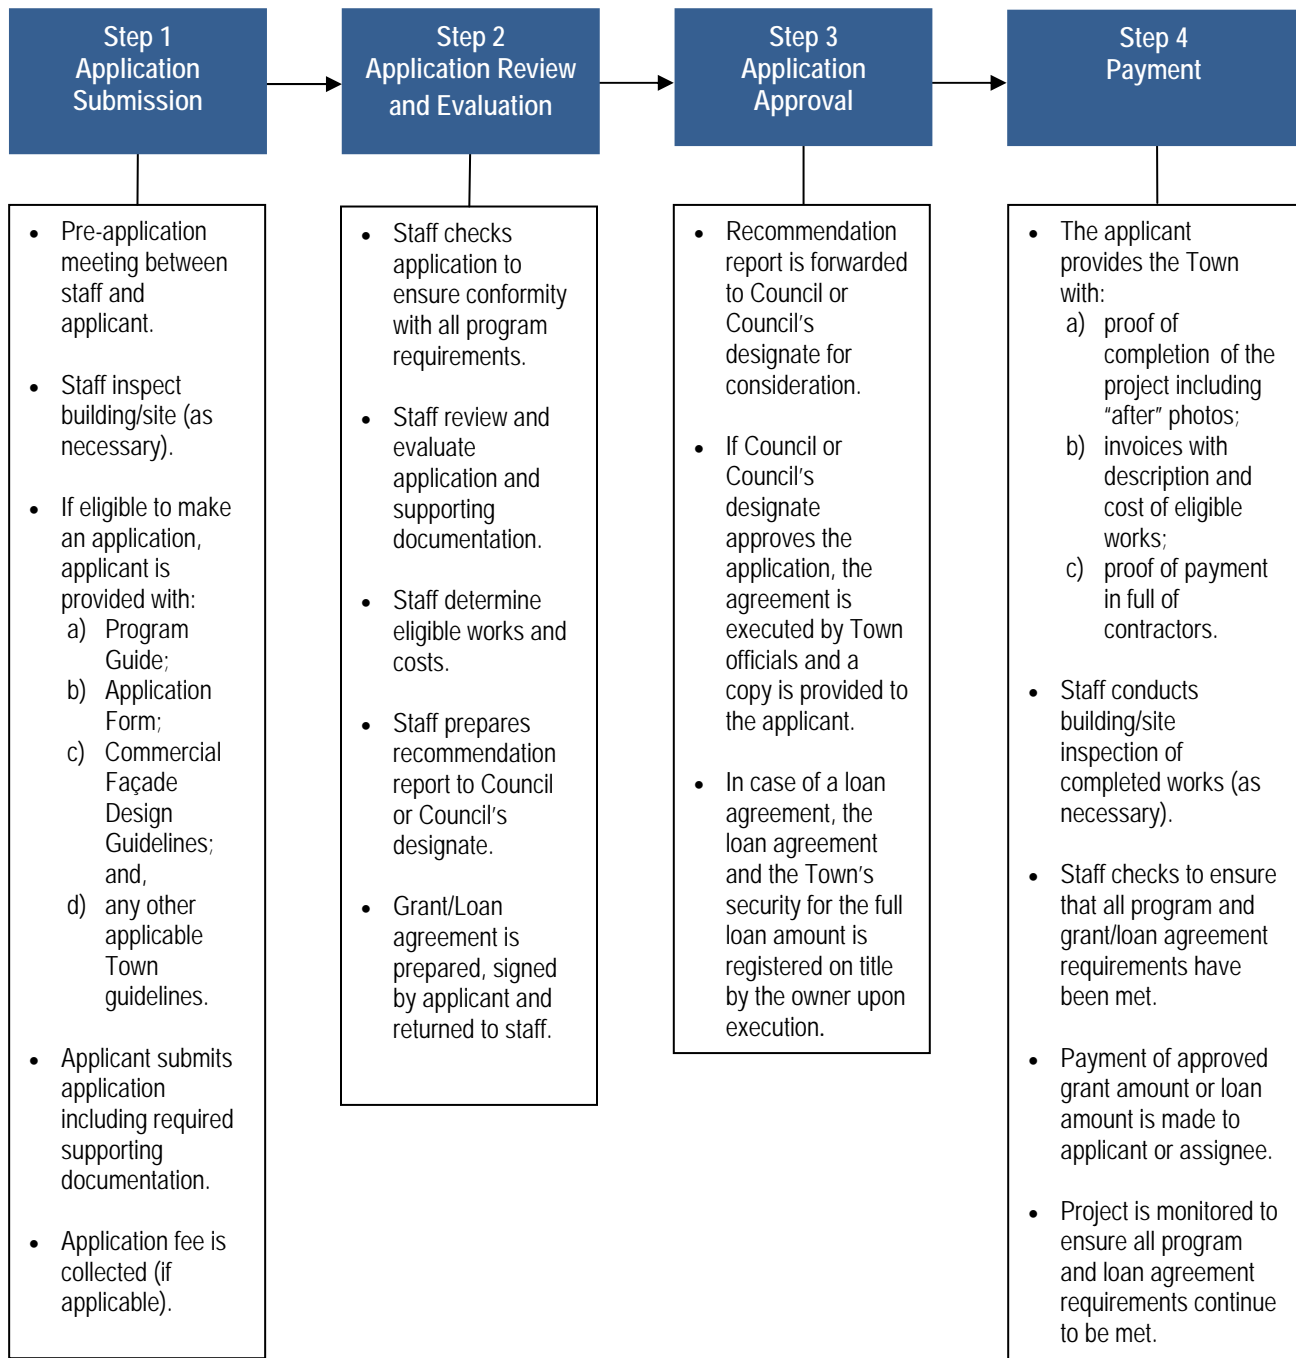 Step 1
Application
Submission
Step 2
Application Review
and Evaluation
Step 3
Application
Approval
Step 4
Payment
• Pre-application
meeting between
staff and
applicant.
• Staff inspect
building/site (as
necessary).
• If eligible to make
an application,
applicant is
provided with:
a) Program
Guide;
b) Application
Form;
c) Commercial
Façade
Design
Guidelines;
and,
d) any other
applicable
Town
guidelines.
• Applicant submits
application
including required
supporting
documentation.
• Application fee is
collected (if
applicable).
• Staff checks
application to
ensure conformity
with all program
requirements.
• Staff review and
evaluate
application and
supporting
documentation.
• Staff determine
eligible works and
costs.
• Staff prepares
recommendation
report to Council
or Council's
designate.
• Grant/Loan
agreement is
prepared, signed
by applicant and
returned to staff.
• Recommendation
report is forwarded
to Council or
Council's
designate for
consideration.
• If Council or
Council's
designate
approves the
application, the
agreement is
executed by Town
officials and a
copy is provided to
the applicant.
• In case of a loan
agreement, the
loan agreement
and the Town's
security for the full
loan amount is
registered on title
by the owner upon
execution.
• The applicant
provides the Town
with:
a) proof of
completion of the
project including
“after” photos;
b) invoices with
description and
cost of eligible
works;
c) proof of payment
in full of
contractors.
• Staff conducts
building/site
inspection of
completed works (as
necessary).
• Staff checks to ensure
that all program and
grant/loan agreement
requirements have
been met.
• Payment of approved
grant amount or loan
amount is made to
applicant or assignee.
• Project is monitored to
ensure all program
and loan agreement
requirements continue
to be met.